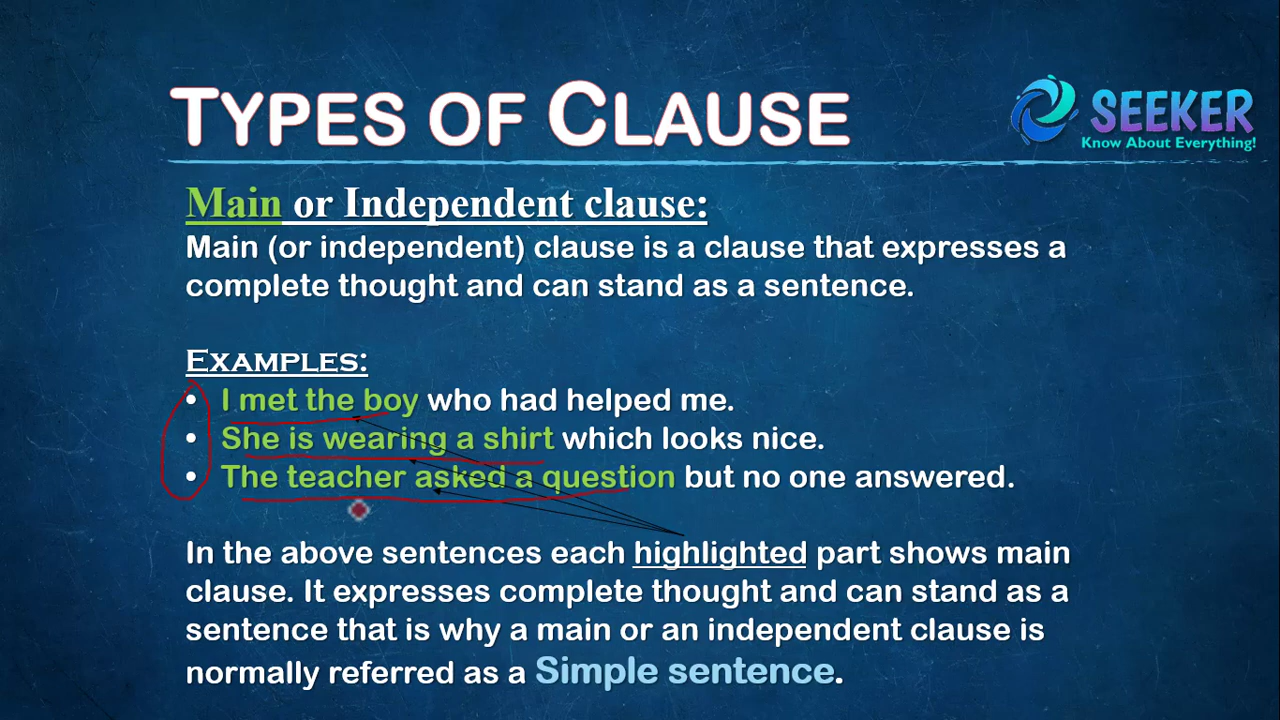 TYPES OF CLAUSE
SEEKER
Know About Everything!
Main or Independent clause:
Main (or independent) clause is a clause that expresses a
complete thought and can stand as a sentence.
EXAMPLES:
• I met the boy who had helped me.
• She is wearing a shirt which looks nice.
• The teacher asked a question but no one answered.
In the above sentences each highlighted part shows main
clause. It expresses complete thought and can stand as a
sentence that is why a main or an independent clause is
normally referred as a Simple sentence.